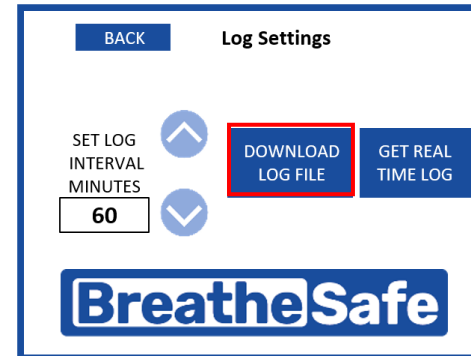 BACK
Log Settings
SET LOG
INTERVAL
MINUTES
60
DOWNLOAD
LOG FILE
GET REAL
TIME LOG
BreatheSafe